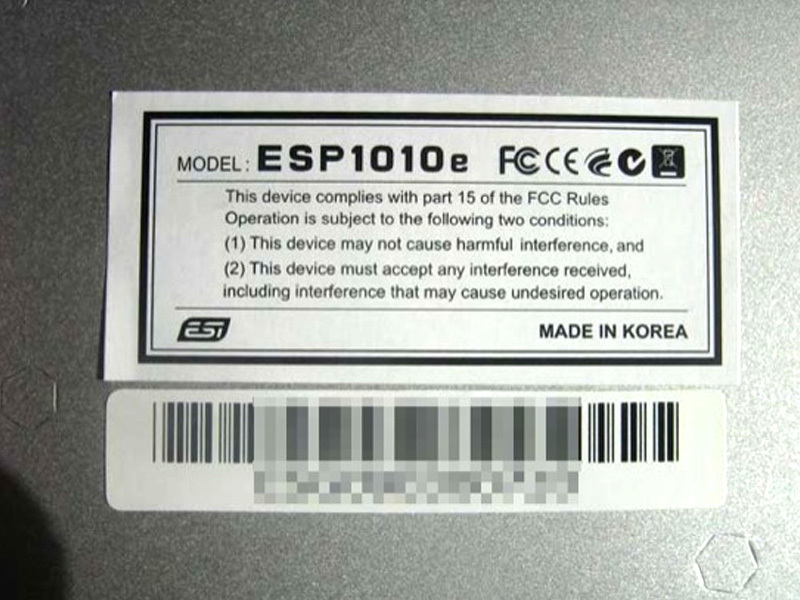 MODEL: ESP1010e FC CE
This device complies with part 15 of the FCC Rules
Operation is subject to the following two conditions:
(1) This device may not cause harmful interference, and
(2) This device must accept any interference received,
including interference that may cause undesired operation.
ESI MADE IN KOREA